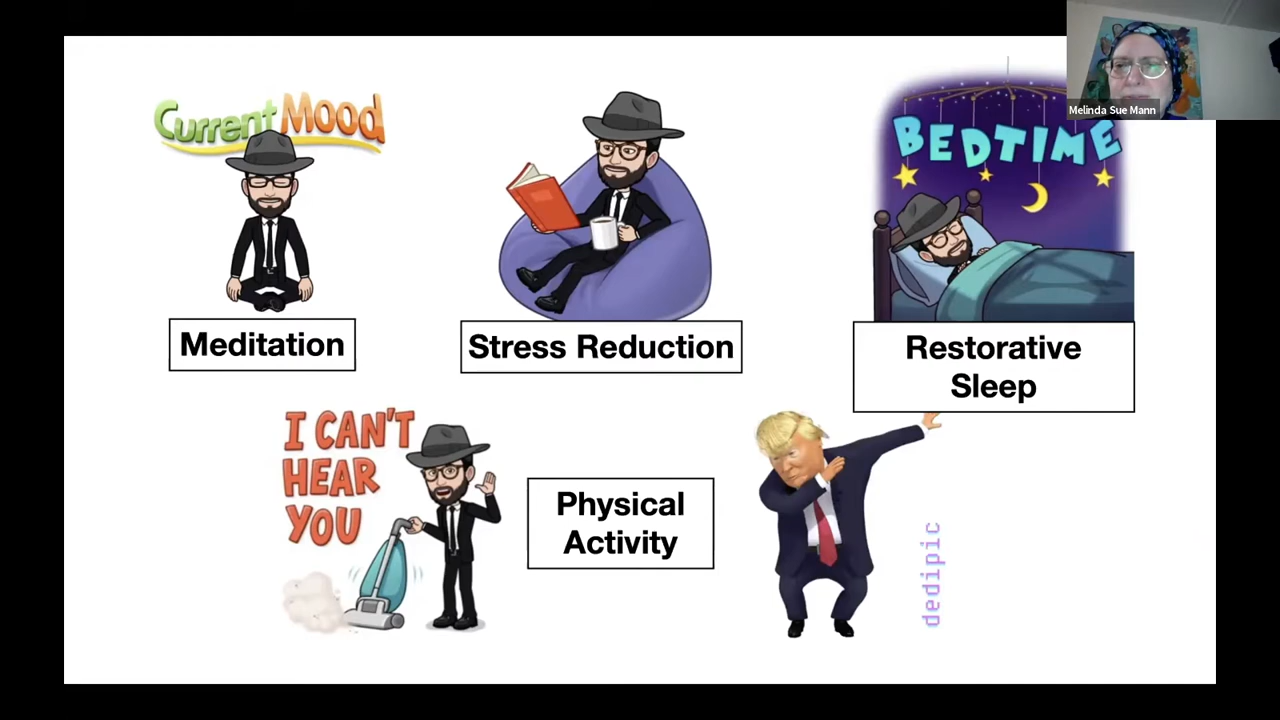 Melinda Sue Mann
Current Mood
BEDTIME
Meditation
Stress Reduction
Restorative
Sleep
I CAN'T
HEAR
YOU
Physical
Activity
dedipic